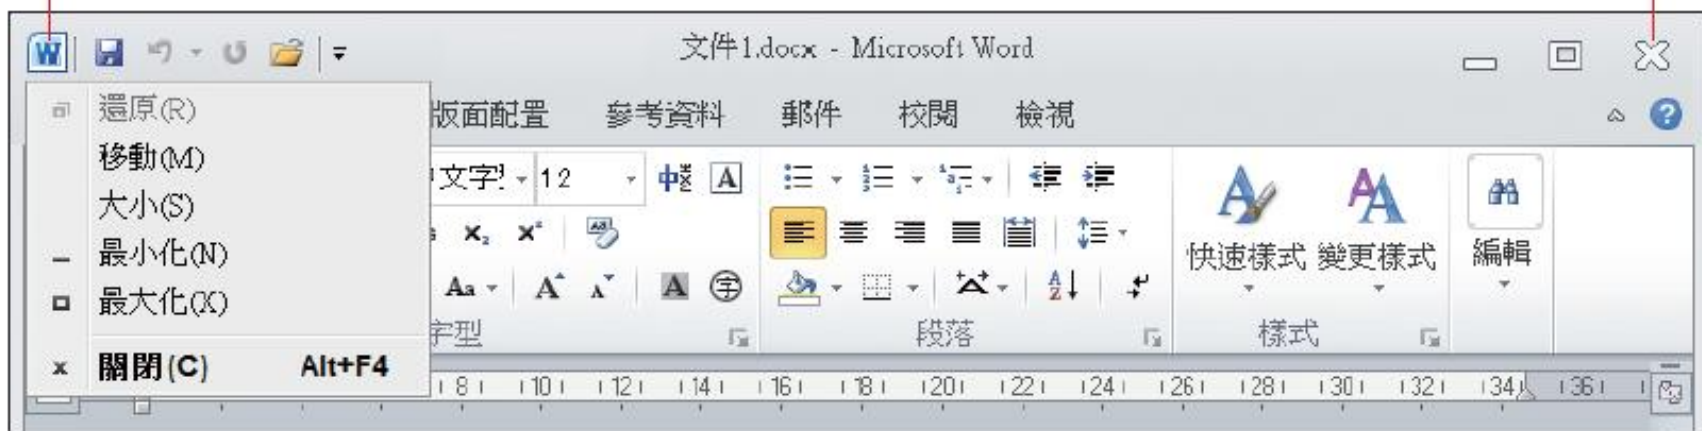 文件1.docx - Microsoft Word
還原(R)
移動(M)
大小(S)
最小化(N)
最大化(X)
關閉(C) Alt+F4
版面配置 參考資料 郵件 校閱 檢視
文字 12
Aa
快速樣式 變更樣式 編輯
字型 段落 樣式
8 10 12 14 16 18 20 22 24 26 28 30 32 34 36